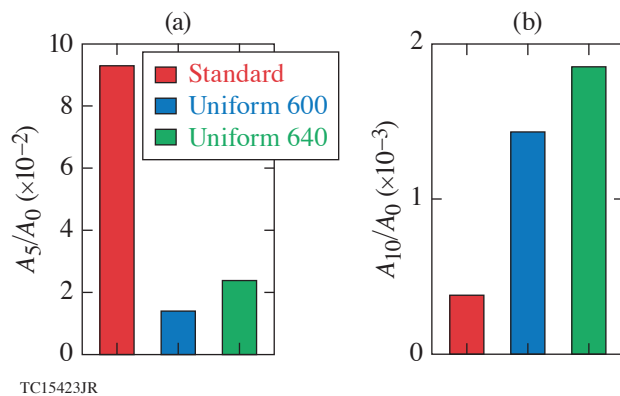 (a)
A5/A0 (×10−2)
10
8
6
4
2
0
Standard
Uniform 600
Uniform 640
(b)
A10/A0 (×10−3)
2
1
0
TC15423JR